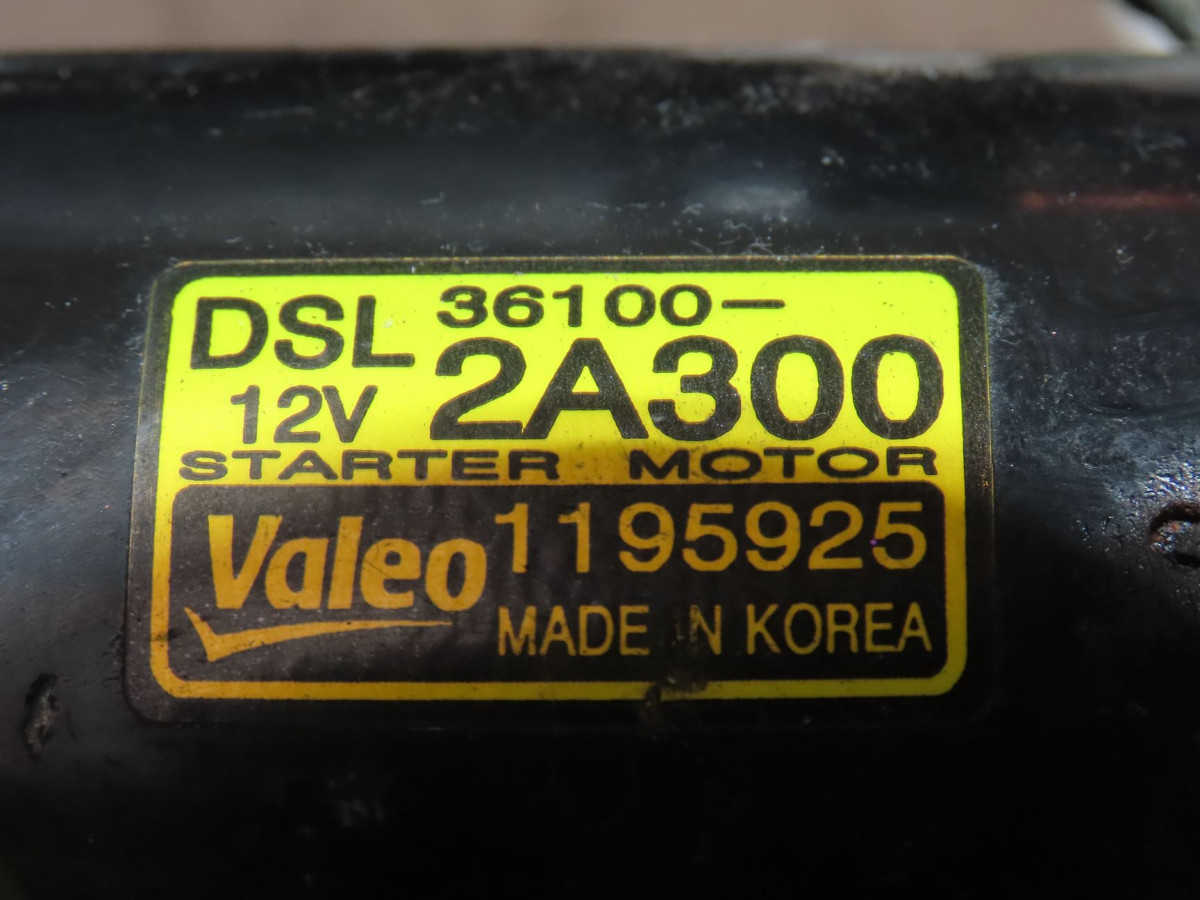 DSL 36100-
12V 2A300
STARTER MOTOR
Valeo 1195925
MADE IN KOREA